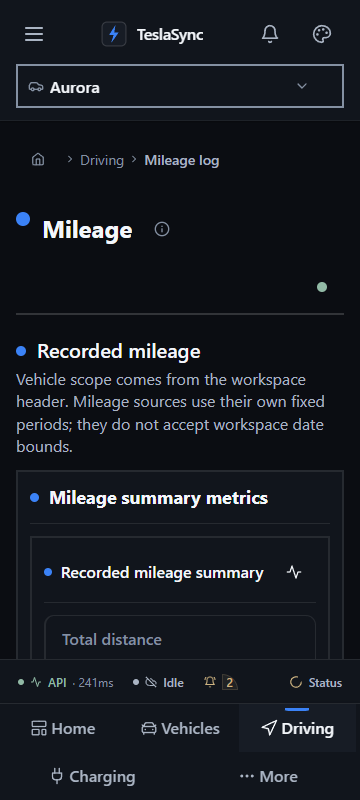 TeslaSync
Aurora
Driving
Mileage log
Mileage
Recorded mileage
Vehicle scope comes from the workspace
header. Mileage sources use their own fixed
periods; they do not accept workspace date
bounds.
Mileage summary metrics
Recorded mileage summary
Total distance
API · 241ms
Idle
2
Status
Home
Vehicles
Driving
Charging
More